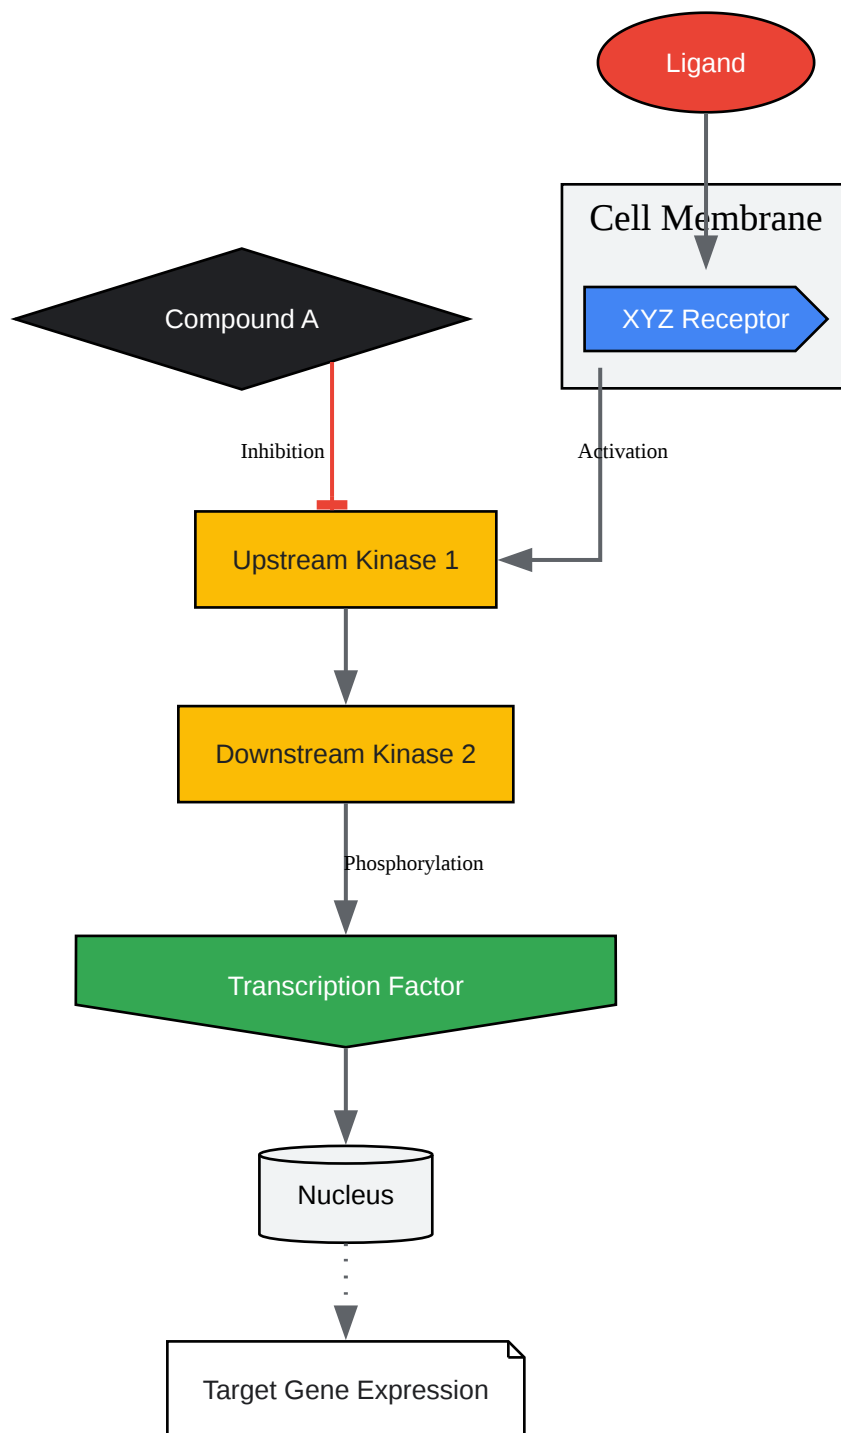 Ligand
Cell Membrane
Compound A
XYZ Receptor
Inhibition
Activation
Upstream Kinase 1
Downstream Kinase 2
Phosphorylation
Transcription Factor
Nucleus
Target Gene Expression